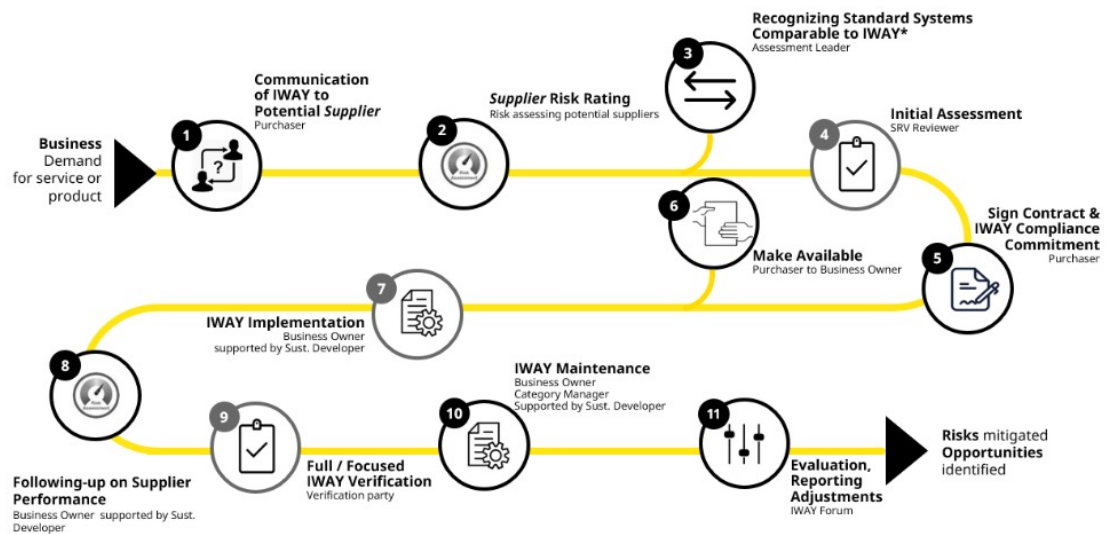 Business
Demand
for service or
product
1
Communication
of IWAY to
Potential Supplier
Purchaser
2
Supplier Risk Rating
Risk assessing potential suppliers
3
Recognizing Standard Systems
Comparable to IWAY*
Assessment Leader
4
Initial Assessment
SRV Reviewer
?
Risk
Assessment
5
Sign Contract &
IWAY Compliance
Commitment
Purchaser
6
Make Available
Purchaser to Business Owner
7
IWAY Implementation
Business Owner
supported by Sust. Developer
8
Risk
Assessment
Following-up on Supplier
Performance
Business Owner supported by Sust.
Developer
9
Full / Focused
IWAY Verification
Verification party
10
IWAY Maintenance
Business Owner
Category Manager
Supported by Sust. Developer
11
Evaluation,
Reporting
Adjustments
IWAY Forum
Risks mitigated
Opportunities
identified